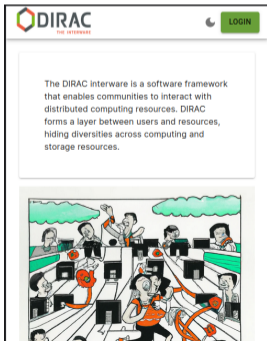 DIRAC
THE INTERWARE
LOGIN
The DIRAC interware is a software framework
that enables communities to interact with
distributed computing resources. DIRAC
forms a layer between users and resources,
hiding diversities across computing and
storage resources.